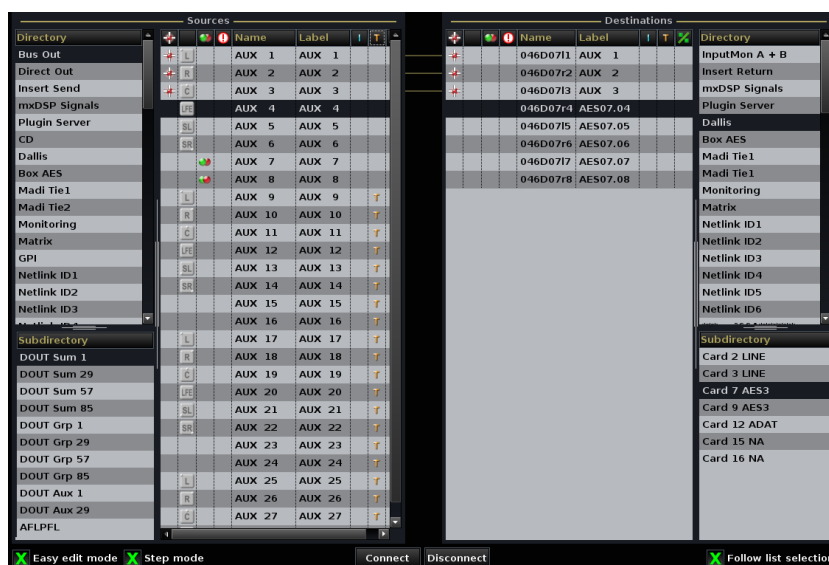 Sources
Destinations
Directory
Name Label ! T
Name Label ! T %
Directory
Bus Out
Direct Out
Insert Send
mxDSP Signals
Plugin Server
CD
Dallis
Box AES
Madi Tie1
Madi Tie2
Monitoring
Matrix
GPI
Netlink ID1
Netlink ID2
Netlink ID3
Subdirectory
DOUT Sum 1
DOUT Sum 29
DOUT Sum 57
DOUT Sum 85
DOUT Grp 1
DOUT Grp 29
DOUT Grp 57
DOUT Grp 85
DOUT Aux 1
DOUT Aux 29
AFLPFL
L AUX 1 AUX 1
R AUX 2 AUX 2
C AUX 3 AUX 3
LFE AUX 4 AUX 4
SL AUX 5 AUX 5
SR AUX 6 AUX 6
AUX 7 AUX 7
AUX 8 AUX 8
L AUX 9 AUX 9 T
R AUX 10 AUX 10 T
C AUX 11 AUX 11 T
LFE AUX 12 AUX 12 T
SL AUX 13 AUX 13 T
SR AUX 14 AUX 14 T
AUX 15 AUX 15 T
AUX 16 AUX 16 T
L AUX 17 AUX 17 T
R AUX 18 AUX 18 T
C AUX 19 AUX 19 T
LFE AUX 20 AUX 20 T
SL AUX 21 AUX 21 T
SR AUX 22 AUX 22 T
AUX 23 AUX 23 T
AUX 24 AUX 24 T
L AUX 25 AUX 25 T
R AUX 26 AUX 26 T
C AUX 27 AUX 27 T
046D07l1 AUX 1
046D07r2 AUX 2
046D07l3 AUX 3
046D07r4 AES07.04
046D07l5 AES07.05
046D07r6 AES07.06
046D07l7 AES07.07
046D07r8 AES07.08
InputMon A + B
Insert Return
mxDSP Signals
Plugin Server
Dallis
Box AES
Madi Tie1
Madi Tie1
Monitoring
Matrix
Netlink ID1
Netlink ID2
Netlink ID3
Netlink ID4
Netlink ID5
Netlink ID6
Subdirectory
Card 2 LINE
Card 3 LINE
Card 7 AES3
Card 9 AES3
Card 12 ADAT
Card 15 NA
Card 16 NA
X Easy edit mode X Step mode Connect Disconnect X Follow list selection